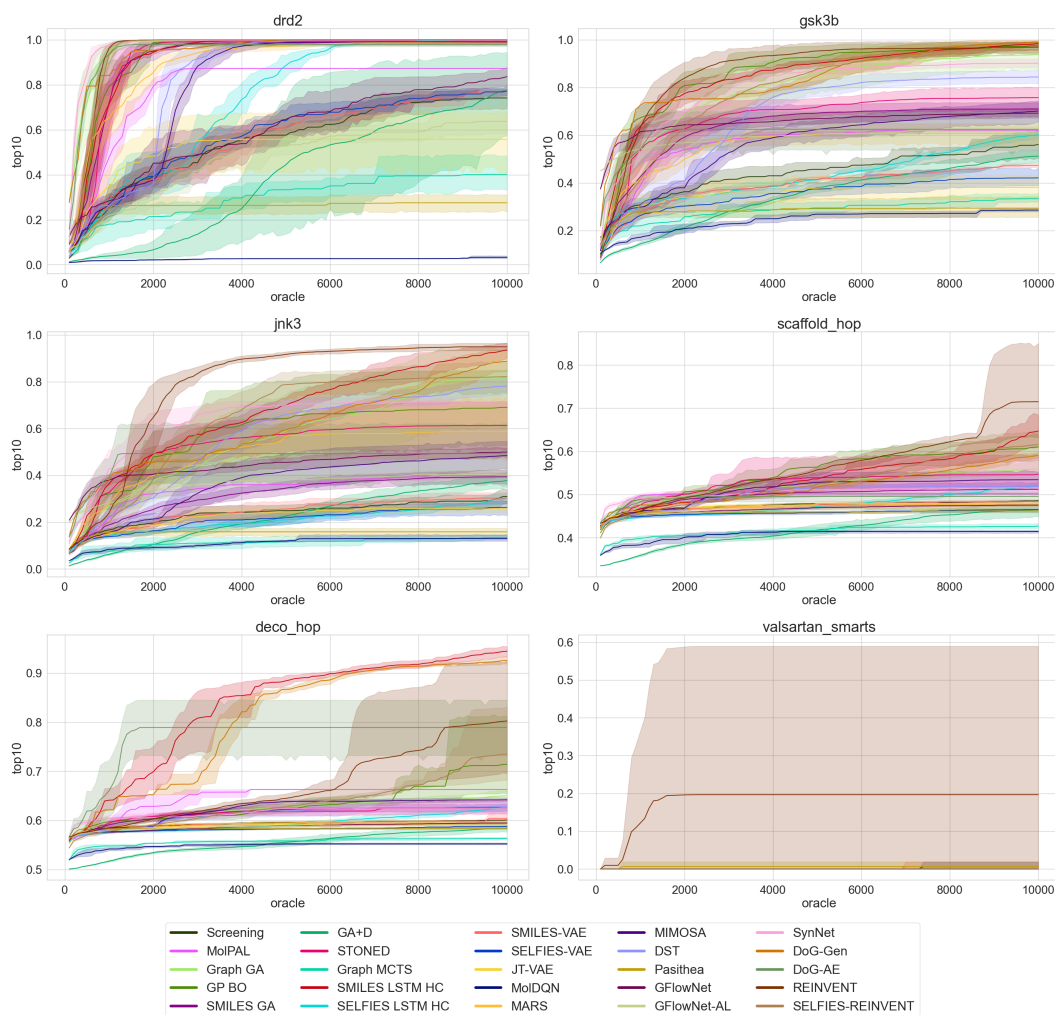 drd2
gsk3b
1.0
0.8
0.6
0.4
0.2
0.0
top10
0 2000 4000 6000 8000 10000
oracle
1.0
0.8
0.6
0.4
0.2
top10
0 2000 4000 6000 8000 10000
oracle
jnk3
scaffold_hop
1.0
0.8
0.6
0.4
0.2
0.0
top10
0 2000 4000 6000 8000 10000
oracle
0.8
0.7
0.6
0.5
0.4
top10
0 2000 4000 6000 8000 10000
oracle
deco_hop
valsartan_smarts
0.9
0.8
0.7
0.6
0.5
top10
0 2000 4000 6000 8000 10000
oracle
0.6
0.5
0.4
0.3
0.2
0.1
0.0
top10
0 2000 4000 6000 8000 10000
oracle
Screening GA+D SMILES-VAE MIMOSA SynNet
MolPAL STONED SELFIES-VAE DST DoG-Gen
Graph GA Graph MCTS JT-VAE Pasithea DoG-AE
GP BO SMILES LSTM HC MolDQN GFlowNet REINVENT
SMILES GA SELFIES LSTM HC MARS GFlowNet-AL SELFIES-REINVENT